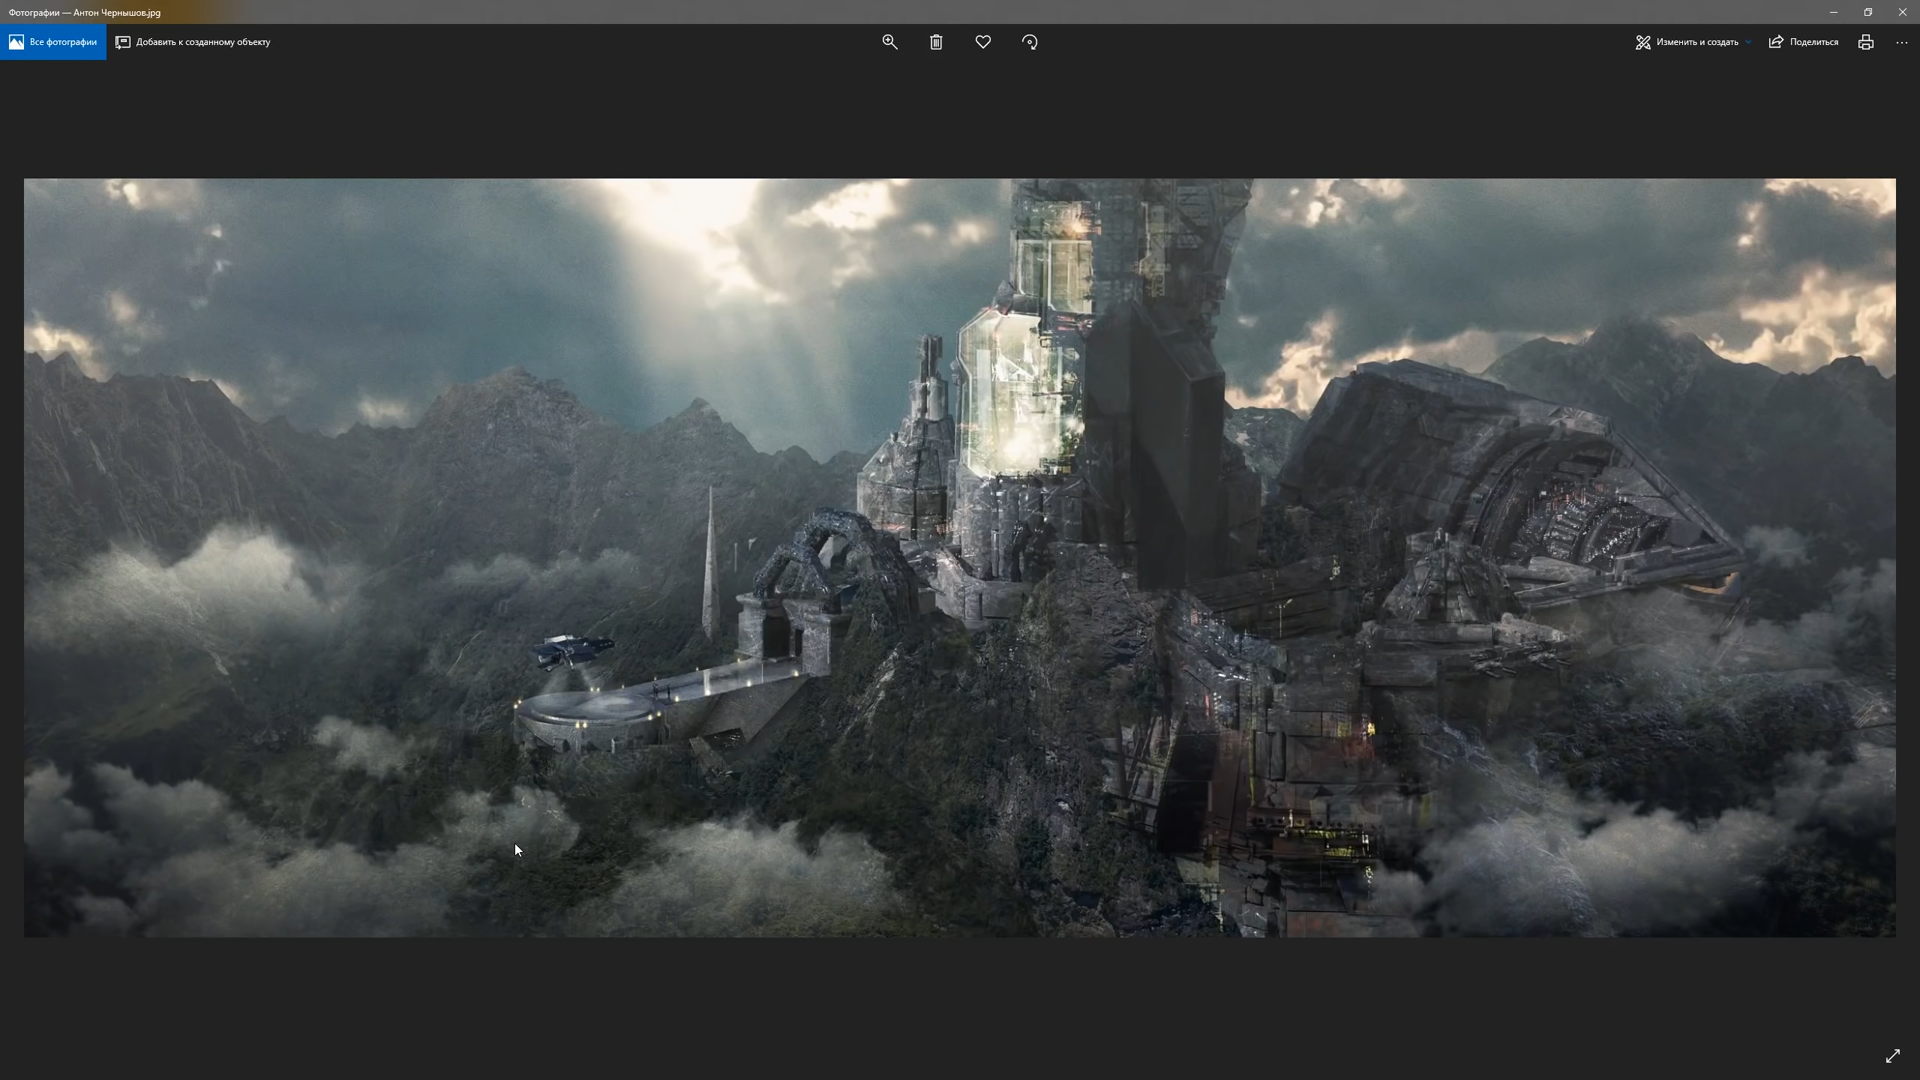 Фотографии — Антон Чернышов.jpg
Все фотографии
Добавить к созданному объекту
Изменить и создать
Поделиться